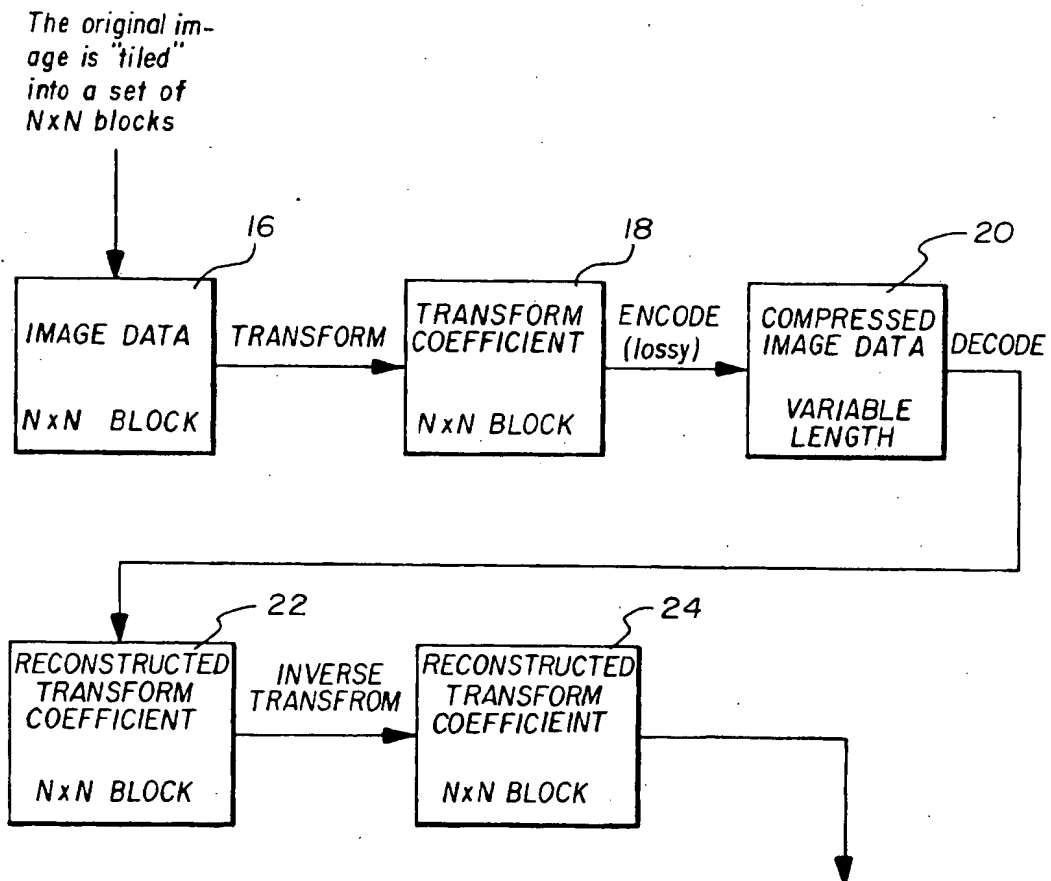 The original im-
age is "tiled"
into a set of
NxN blocks
16
18
20
IMAGE DATA
NxN BLOCK
TRANSFORM
TRANSFORM
COEFFICIENT
NxN BLOCK
ENCODE
(lossy)
COMPRESSED
IMAGE DATA
VARIABLE
LENGTH
DECODE
22
24
RECONSTRUCTED
TRANSFORM
COEFFICIENT
NxN BLOCK
INVERSE
TRANSFROM
RECONSTRUCTED
TRANSFORM
COEFFICIEINT
NxN BLOCK